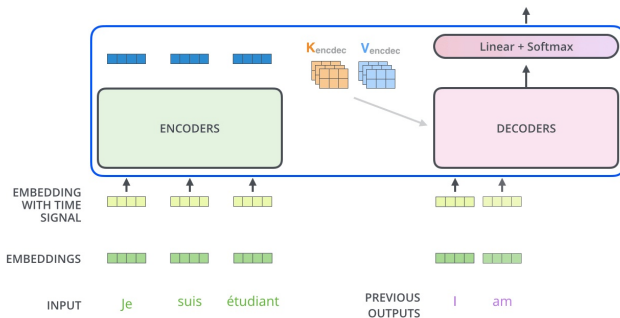 Kencdec Vencdec
Linear + Softmax
ENCODERS
DECODERS
EMBEDDING
WITH TIME
SIGNAL
EMBEDDINGS
INPUT
Je suis étudiant
PREVIOUS
OUTPUTS
I am